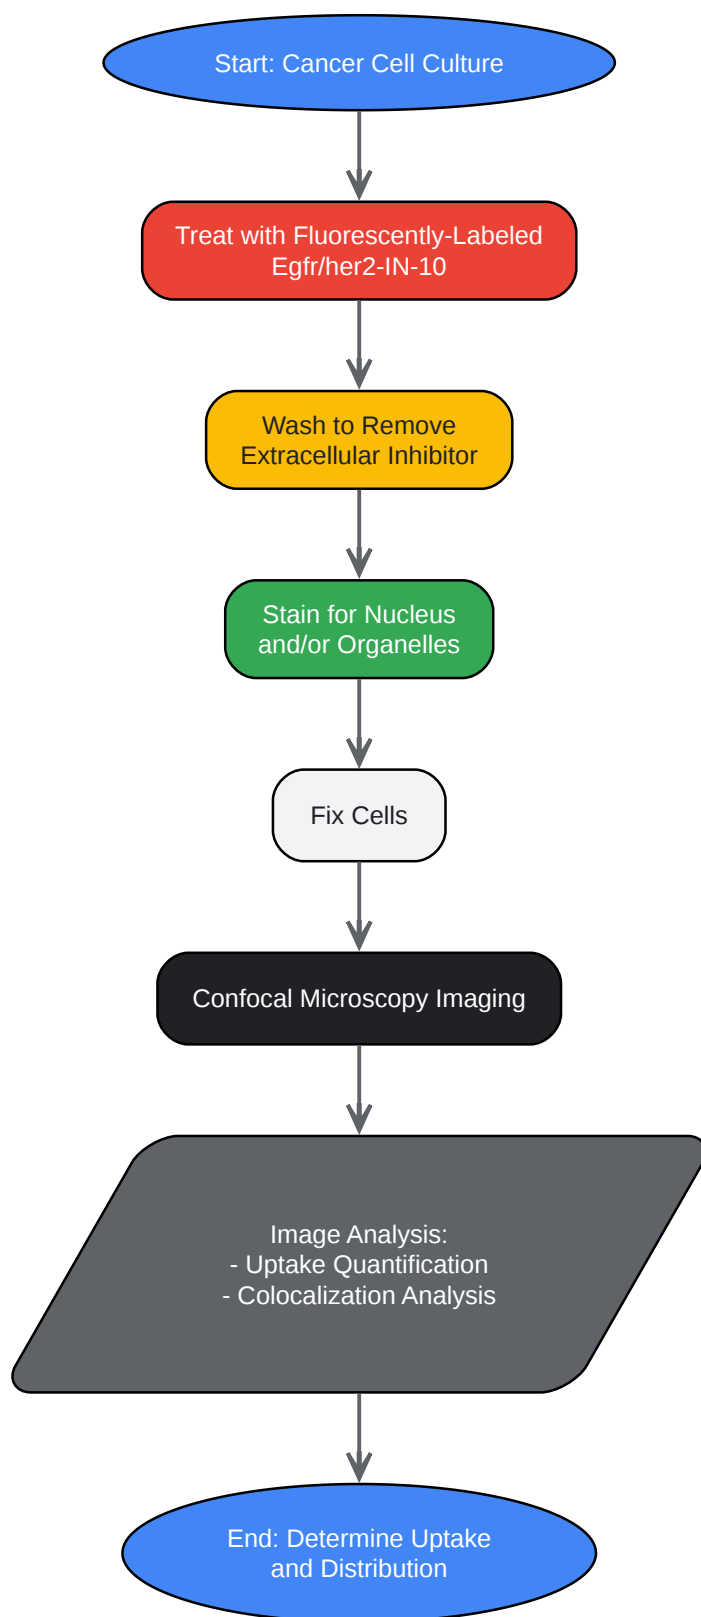 Start: Cancer Cell Culture
Treat with Fluorescently-Labeled
Egfr/her2-IN-10
Wash to Remove
Extracellular Inhibitor
Stain for Nucleus
and/or Organelles
Fix Cells
Confocal Microscopy Imaging
Image Analysis:
- Uptake Quantification
- Colocalization Analysis
End: Determine Uptake
and Distribution